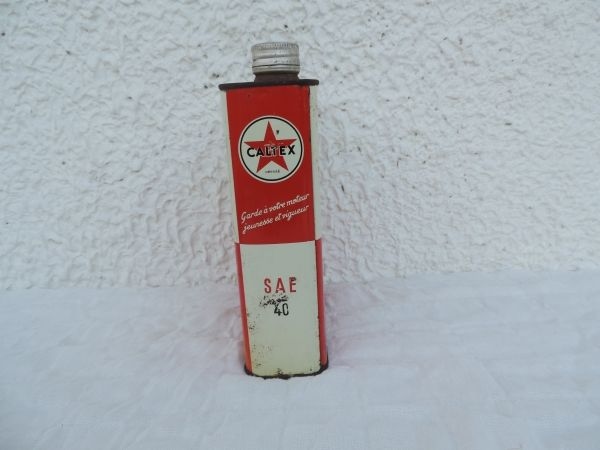 CALTEX
Garde à votre moteur
jeunesse et vigueur
SAE
40